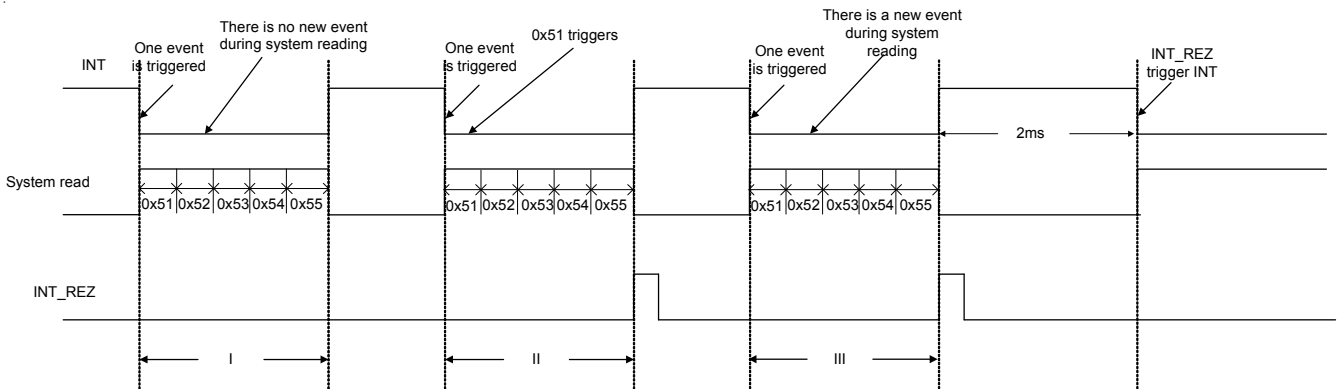 There is no new event
during system reading
One event
is triggered
INT
0x51 triggers
One event
is triggered
There is a new event
during system
reading
One event
is triggered
INT_REZ
trigger INT
2ms
System read
0x51 0x52 0x53 0x54 0x55
0x51 0x52 0x53 0x54 0x55
0x51 0x52 0x53 0x54 0x55
INT_REZ
I
II
III